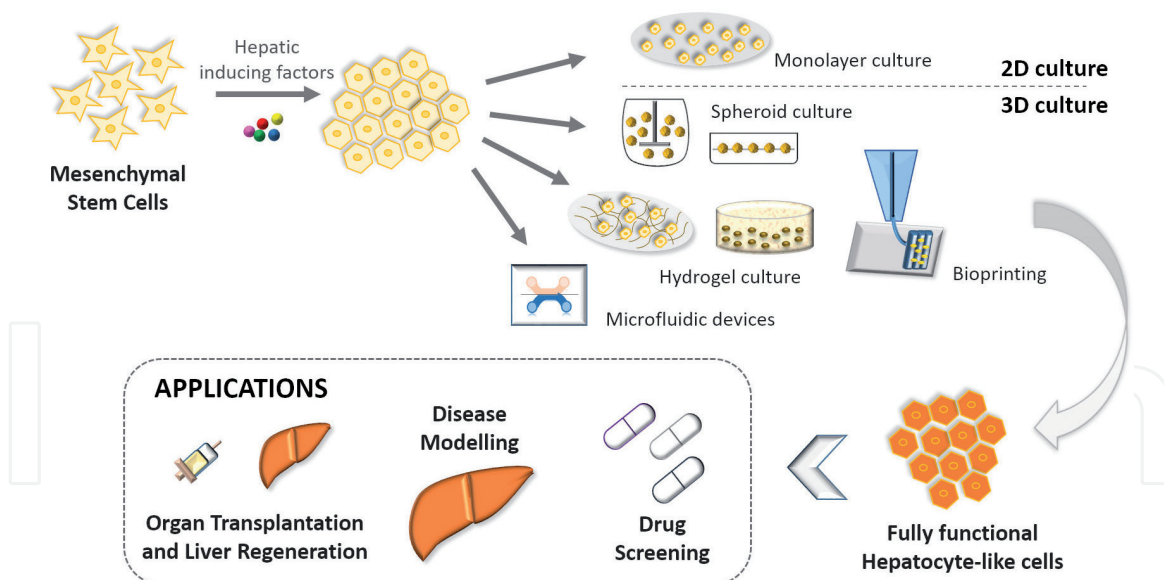 Hepatic
inducing factors
Mesenchymal
Stem Cells
Monolayer culture
2D culture
3D culture
Spheroid culture
Hydrogel culture
Bioprinting
Microfluidic devices
APPLICATIONS
Disease
Modelling
Organ Transplantation
and Liver Regeneration
Drug
Screening
Fully functional
Hepatocyte-like cells